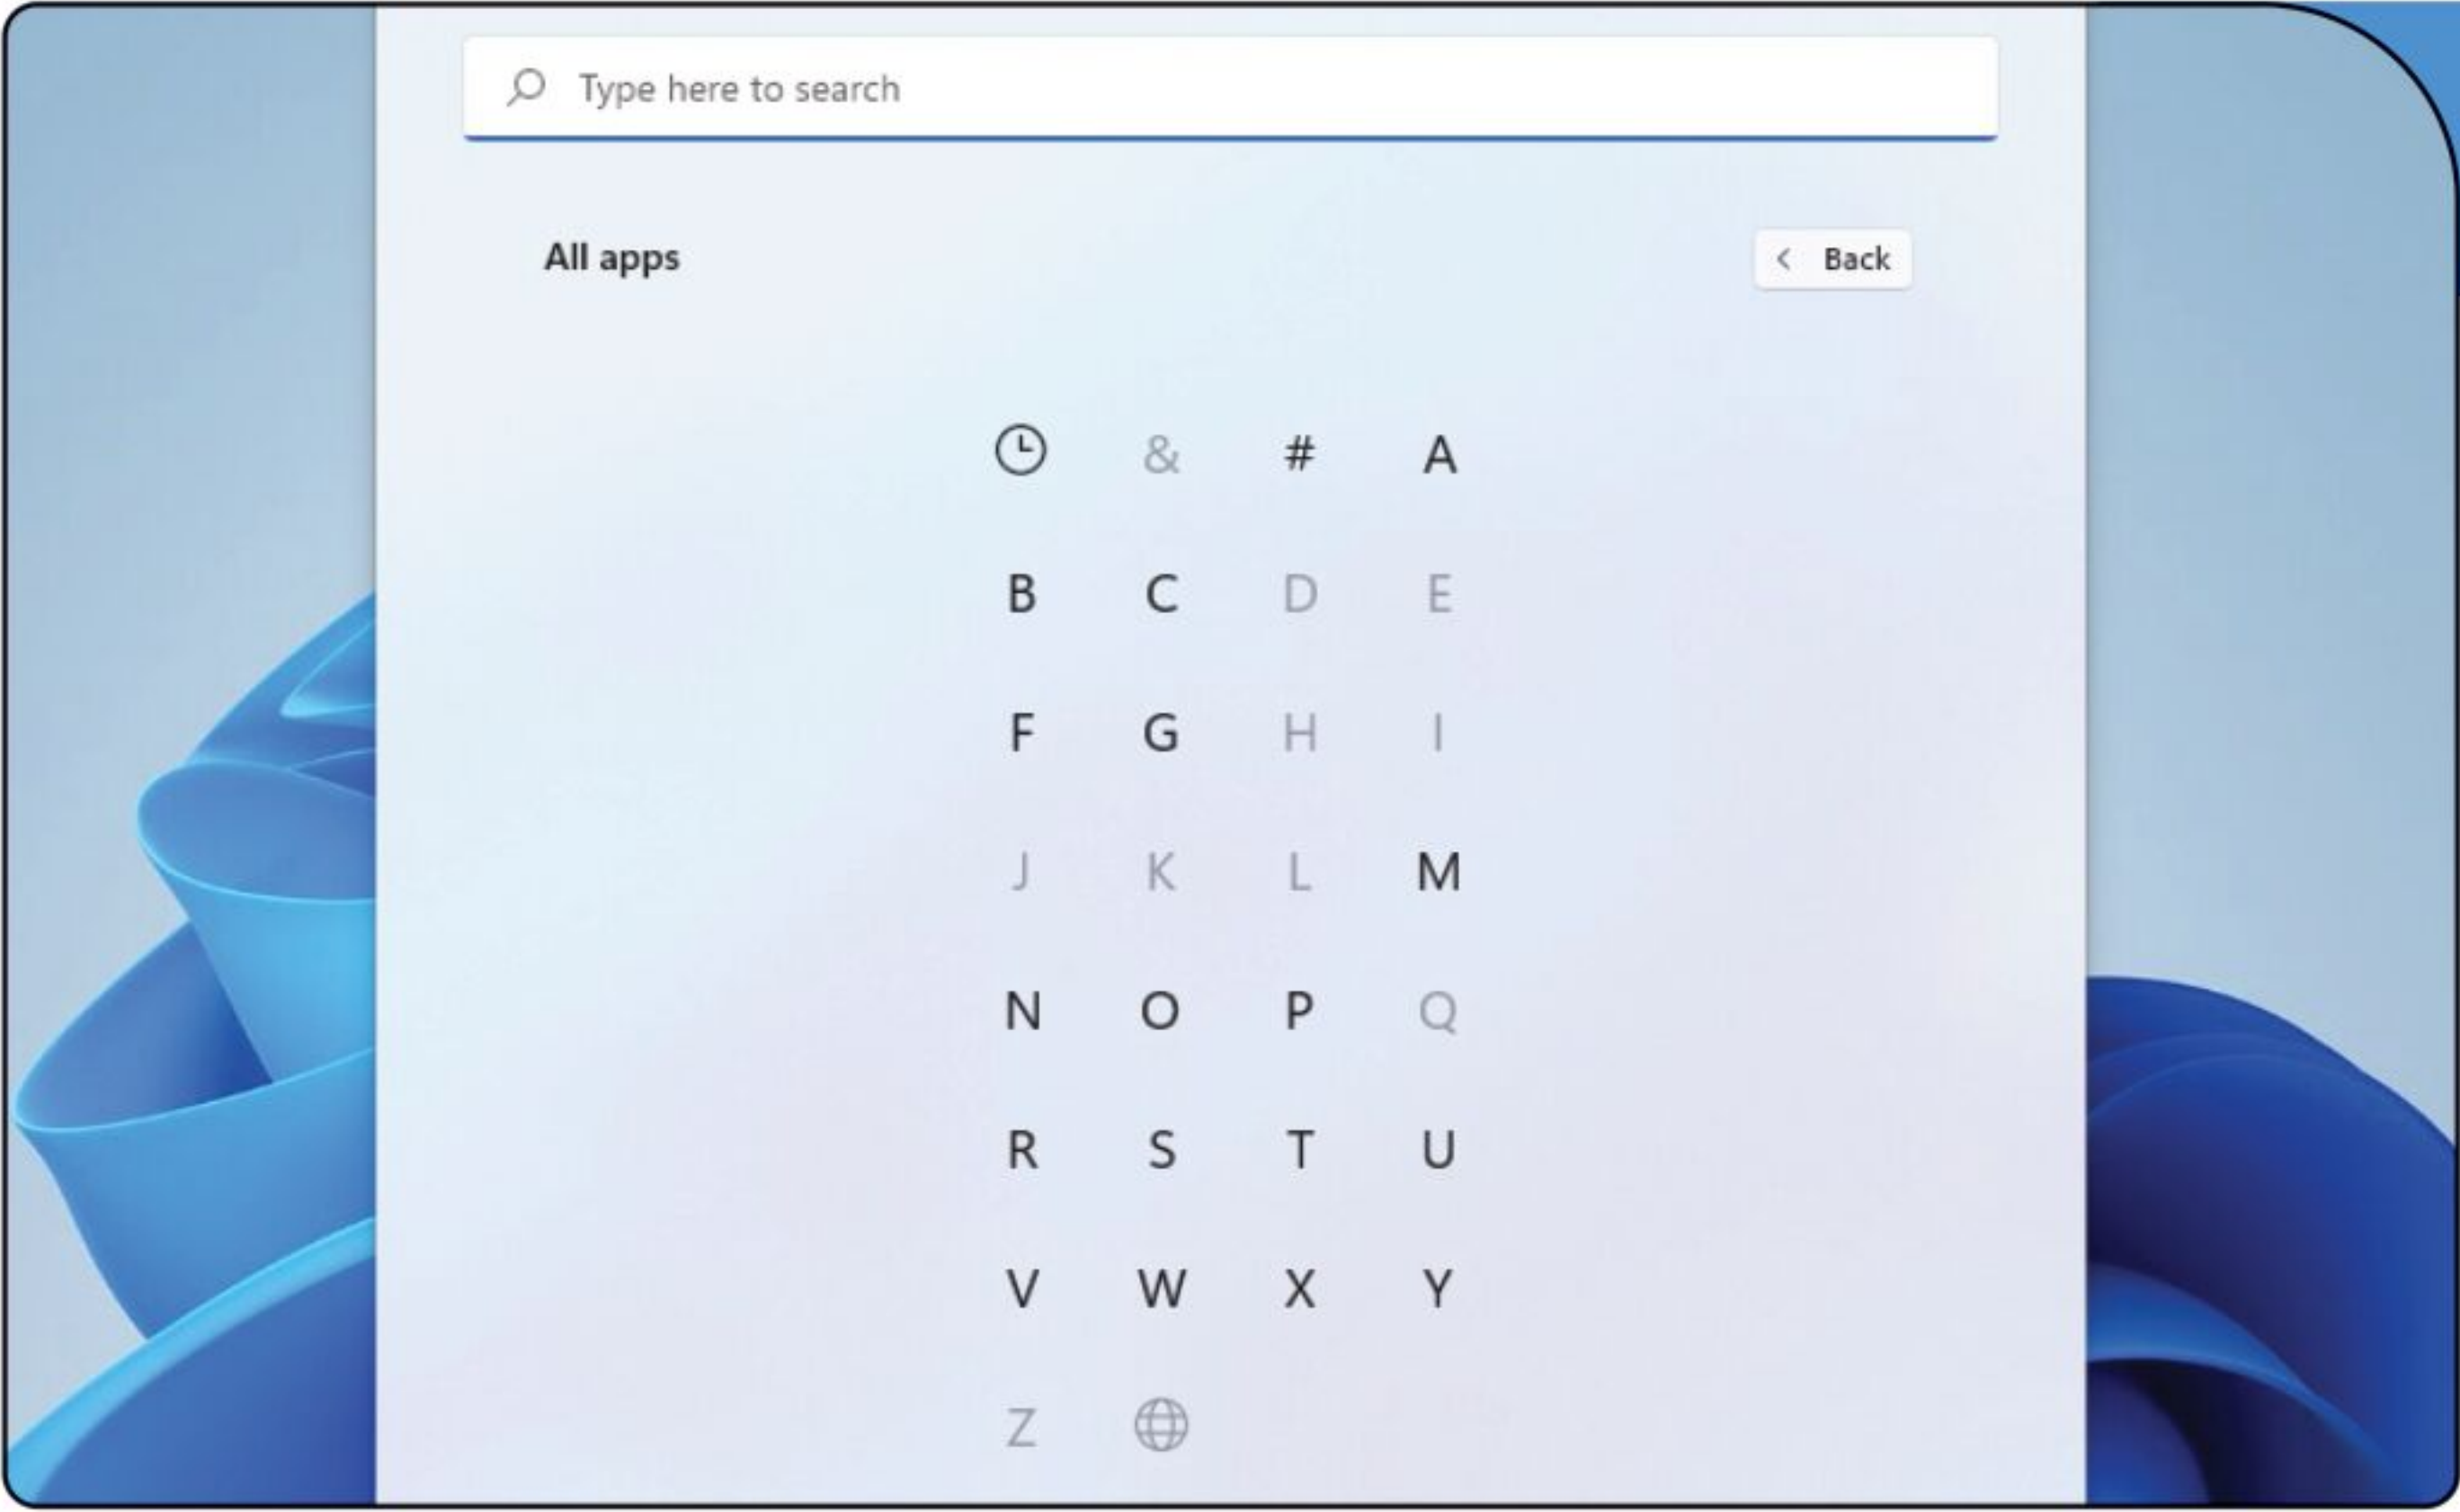 Type here to search
All apps
Back
& # A
B C D E
F G H I
J K L M
N O P Q
R S T U
V W X Y
Z